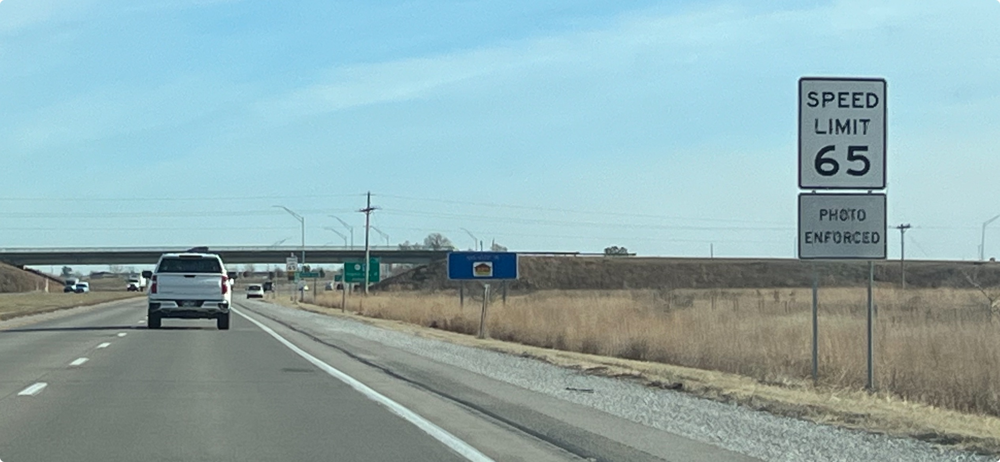 SPEED
LIMIT
65
PHOTO
ENFORCED